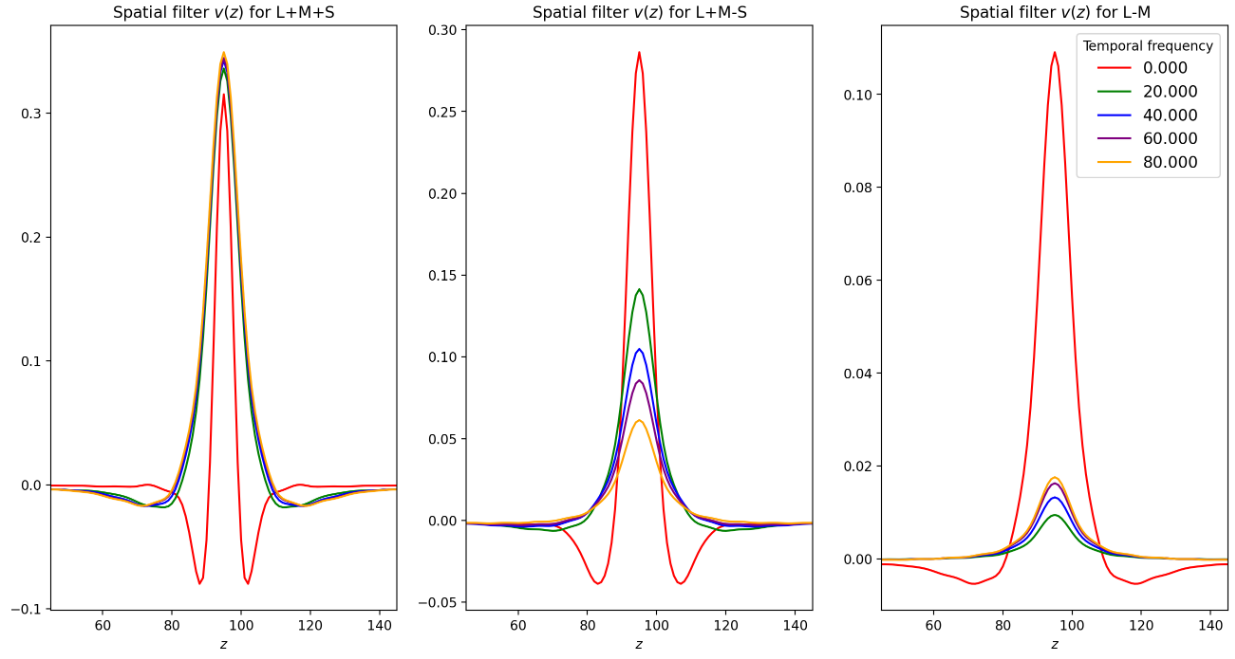 Spatial filter v(z) for L+M+S
0.3
0.2
0.1
0.0
−0.1
60 80 100 120 140
z
Spatial filter v(z) for L+M-S
0.30
0.25
0.20
0.15
0.10
0.05
0.00
−0.05
60 80 100 120 140
z
Spatial filter v(z) for L-M
0.10
0.08
0.06
0.04
0.02
0.00
60 80 100 120 140
z
Temporal frequency
0.000
20.000
40.000
60.000
80.000